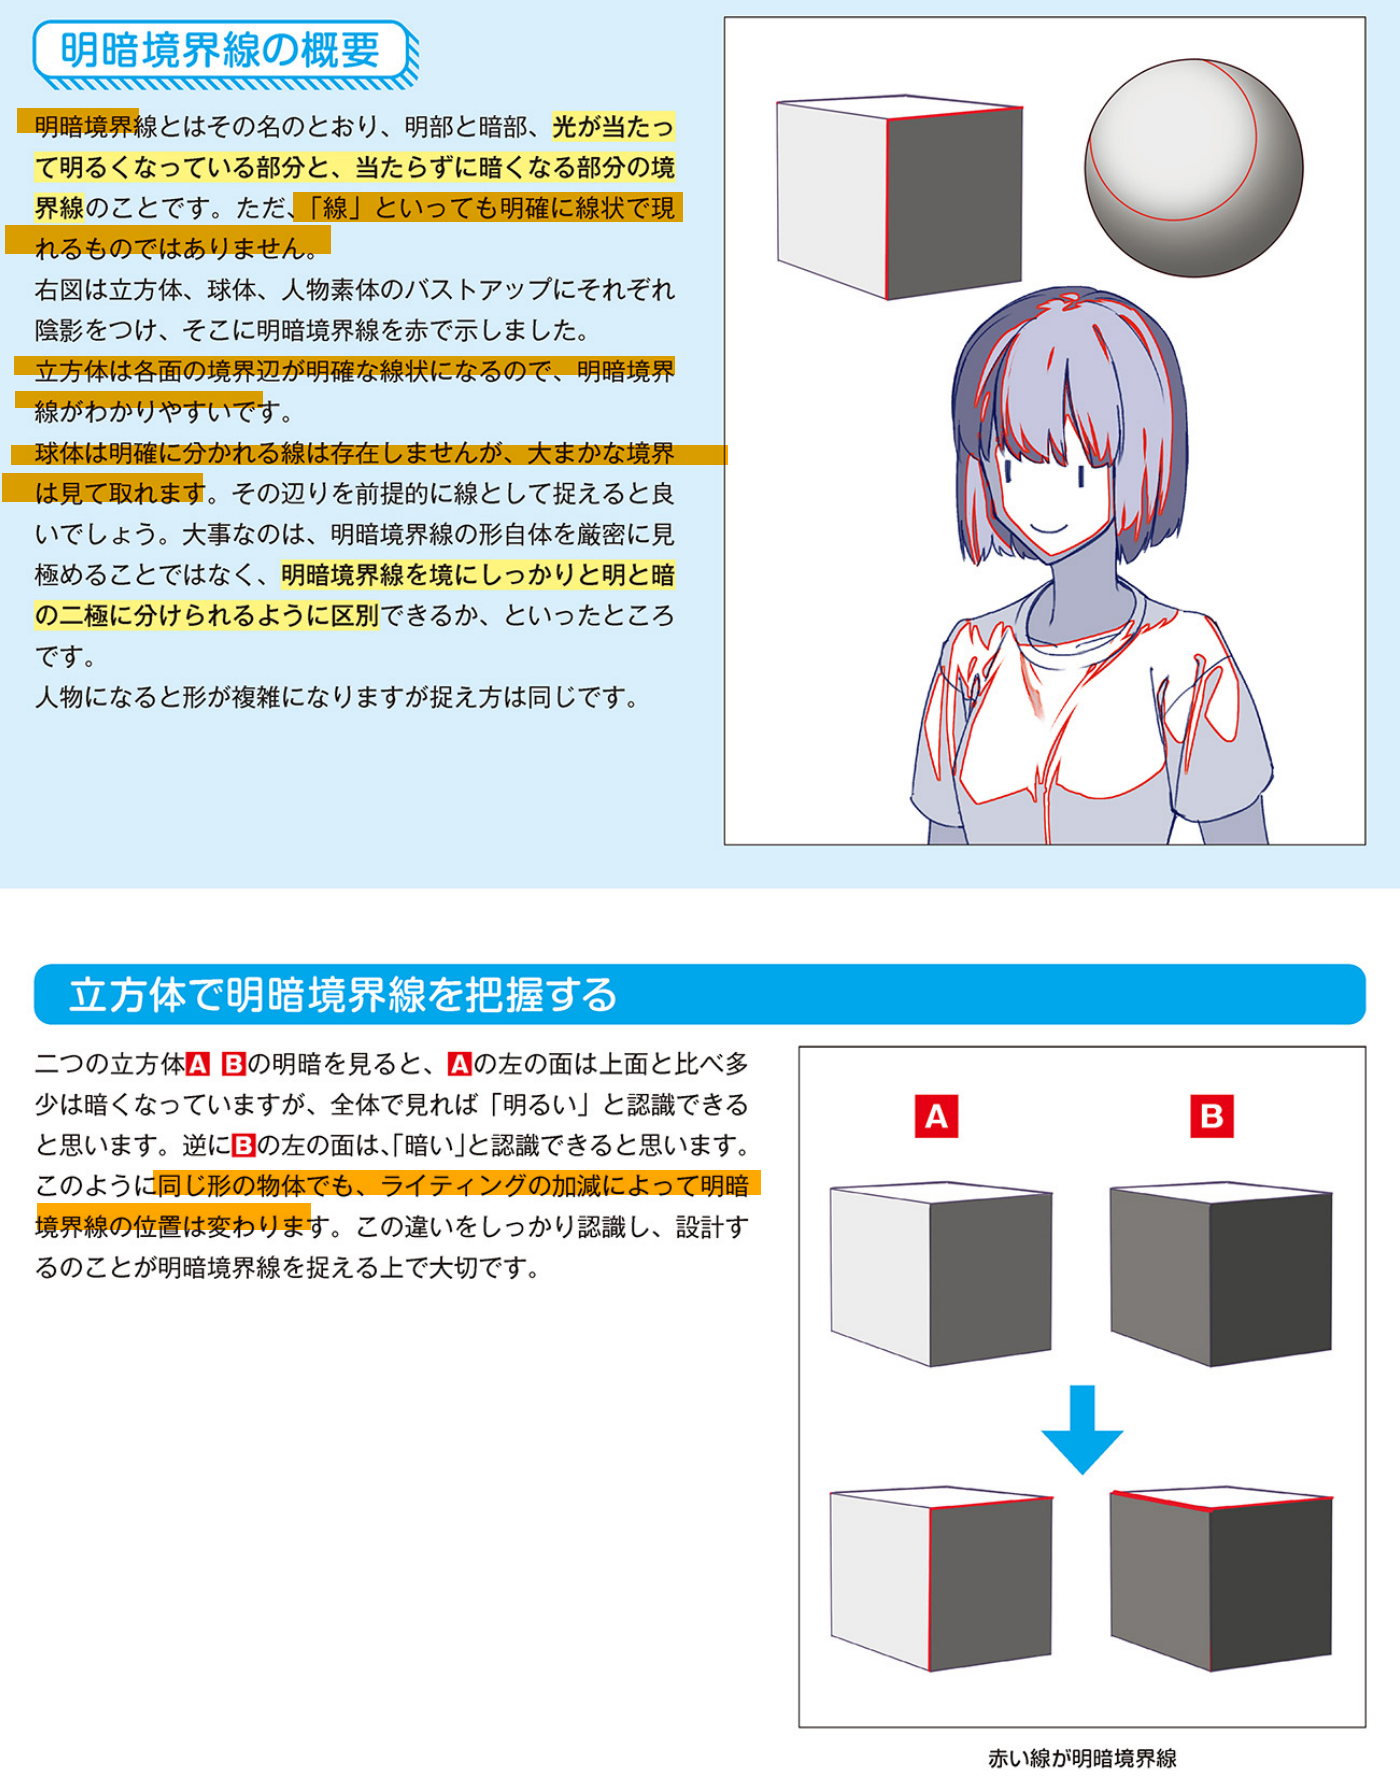 明暗境界線の概要
明暗境界線とはその名のとおり、明部と暗部、光が当たっ
て明るくなっている部分と、当たらずに暗くなる部分の境
界線のことです。ただ、「線」といっても明確に線状で現
れるものではありません。
右図は立方体、球体、人物素体のバストアップにそれぞれ
陰影をつけ、そこに明暗境界線を赤で示しました。
立方体は各面の境界辺が明確な線状になるので、明暗境界
線がわかりやすいです。
球体は明確に分かれる線は存在しませんが、大まかな境界
は見て取れます。その辺りを前提的に線として捉えると良
いでしょう。大事なのは、明暗境界線の形自体を厳密に見
極めることではなく、明暗境界線を境にしっかりと明と暗
の二極に分けられるように区別できるか、といったところ
です。
人物になると形が複雑になりますが捉え方は同じです。
立方体で明暗境界線を把握する
二つの立方体A Bの明暗を見ると、Aの左の面は上面と比べ多
少は暗くなっていますが、全体で見れば「明るい」と認識できる
と思います。逆にBの左の面は、「暗い」と認識できると思います。
このように同じ形の物体でも、ライティングの加減によって明暗
境界線の位置は変わります。この違いをしっかり認識し、設計す
るのことが明暗境界線を捉える上で大切です。
A
B
赤い線が明暗境界線